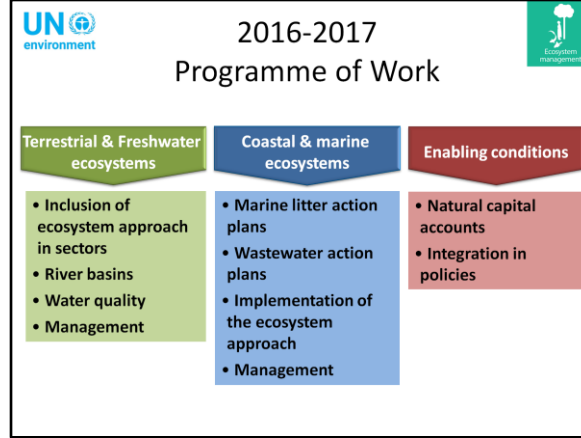 UN
environment
2016-2017
Programme of Work
Ecosystem
management
Terrestrial & Freshwater
ecosystems
• Inclusion of
ecosystem approach
in sectors
• River basins
• Water quality
• Management
Coastal & marine
ecosystems
• Marine litter action
plans
• Wastewater action
plans
• Implementation of
the ecosystem
approach
• Management
Enabling conditions
• Natural capital
accounts
• Integration in
policies